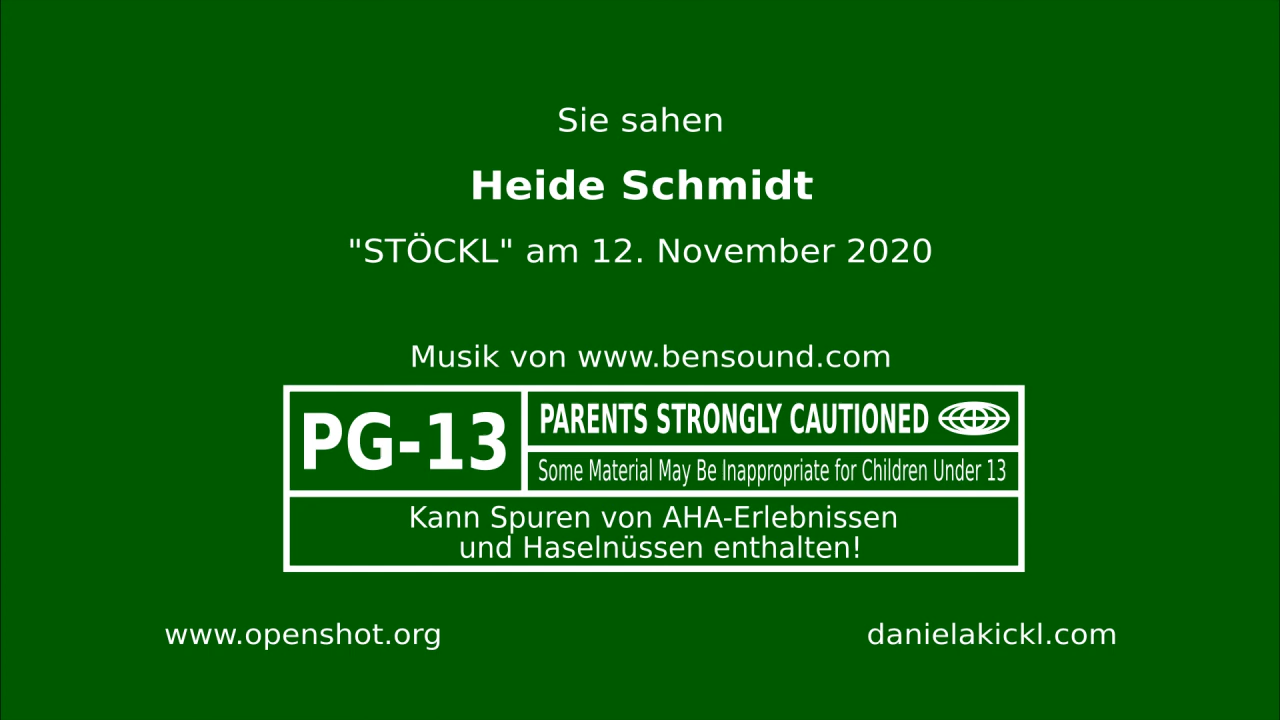 Sie sahen
Heide Schmidt
"STÖCKL" am 12. November 2020
Musik von www.bensound.com
PG-13
PARENTS STRONGLY CAUTIONED
Some Material May Be Inappropriate for Children Under 13
Kann Spuren von AHA-Erlebnissen
und Haselnüssen enthalten!
www.openshot.org
danielakickl.com